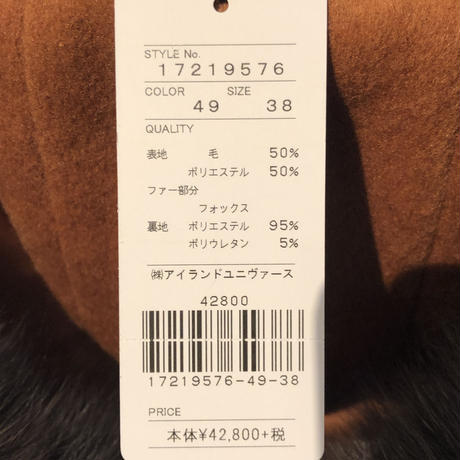 STYLE No.
17219576
COLOR SIZE
49 38
QUALITY
表地 毛 50%
ポリエステル 50%
ファー部分
フォックス
裏地 ポリエステル 95%
ポリウレタン 5%
㈱アイランドユニヴァース
42800
17219576-49-38
PRICE
本体¥42,800+税